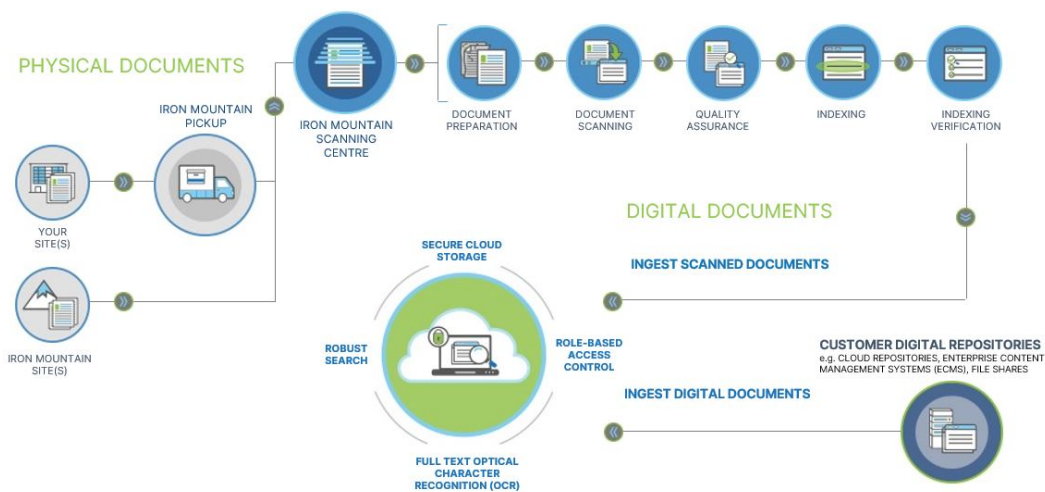 PHYSICAL DOCUMENTS
IRON MOUNTAIN
PICKUP
YOUR
SITE(S)
IRON MOUNTAIN
SITE(S)
IRON MOUNTAIN
SCANNING
CENTRE
DOCUMENT
PREPARATION
DOCUMENT
SCANNING
QUALITY
ASSURANCE
INDEXING
INDEXING
VERIFICATION
DIGITAL DOCUMENTS
INGEST SCANNED DOCUMENTS
SECURE CLOUD
STORAGE
ROBUST
SEARCH
ROLE-BASED
ACCESS
CONTROL
FULL TEXT OPTICAL
CHARACTER
RECOGNITION (OCR)
CUSTOMER DIGITAL REPOSITORIES
e.g. CLOUD REPOSITORIES, ENTERPRISE CONTENT
MANAGEMENT SYSTEMS (ECMS), FILE SHARES
INGEST DIGITAL DOCUMENTS